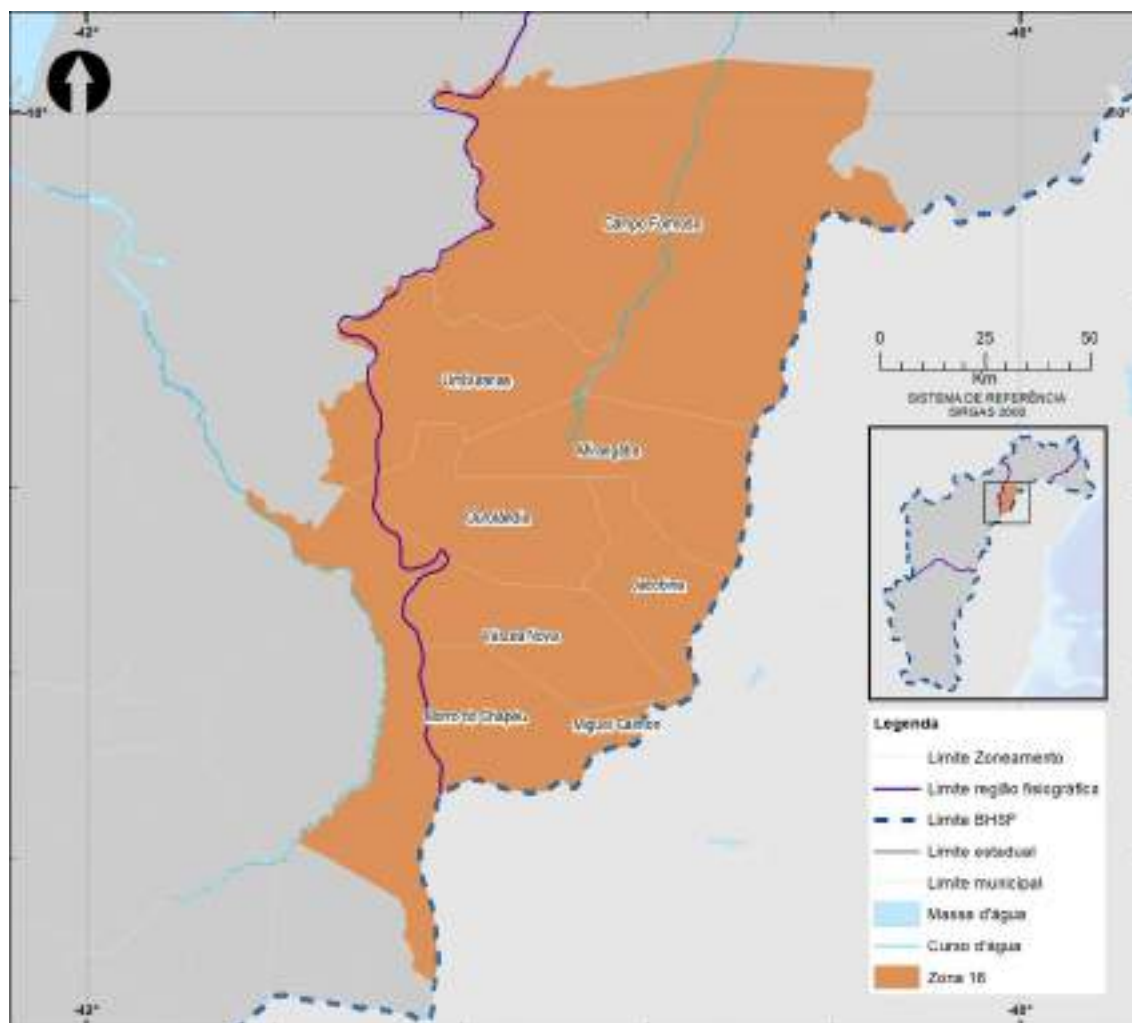 -42°
-40°
-10°
Campo Formoso
0 25 50
Km
SISTEMA DE REFERÊNCIA
SIRGAS 2000
Umburanas
Mirangaba
Ourolândia
Jacobina
Várzea Nova
Morro do Chapéu
Miguel Calmon
Legenda
Limite Zoneamento
Limite região fisiográfica
Limite BHSF
Limite estadual
Limite municipal
Massa d'água
Curso d'água
Zona 16
-42°
-40°